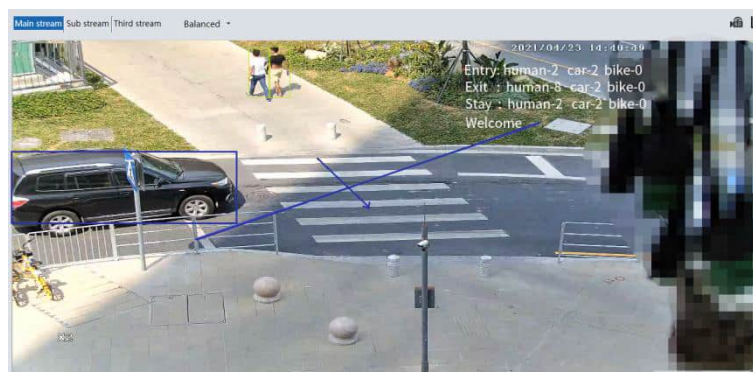 Main stream Sub stream Third stream Balanced
2021/04/23 14:40:49
Entry: human-2 car-2 bike-0
Exit : human-8 car-2 bike-0
Stay : human-2 car-2 bike-0
Welcome